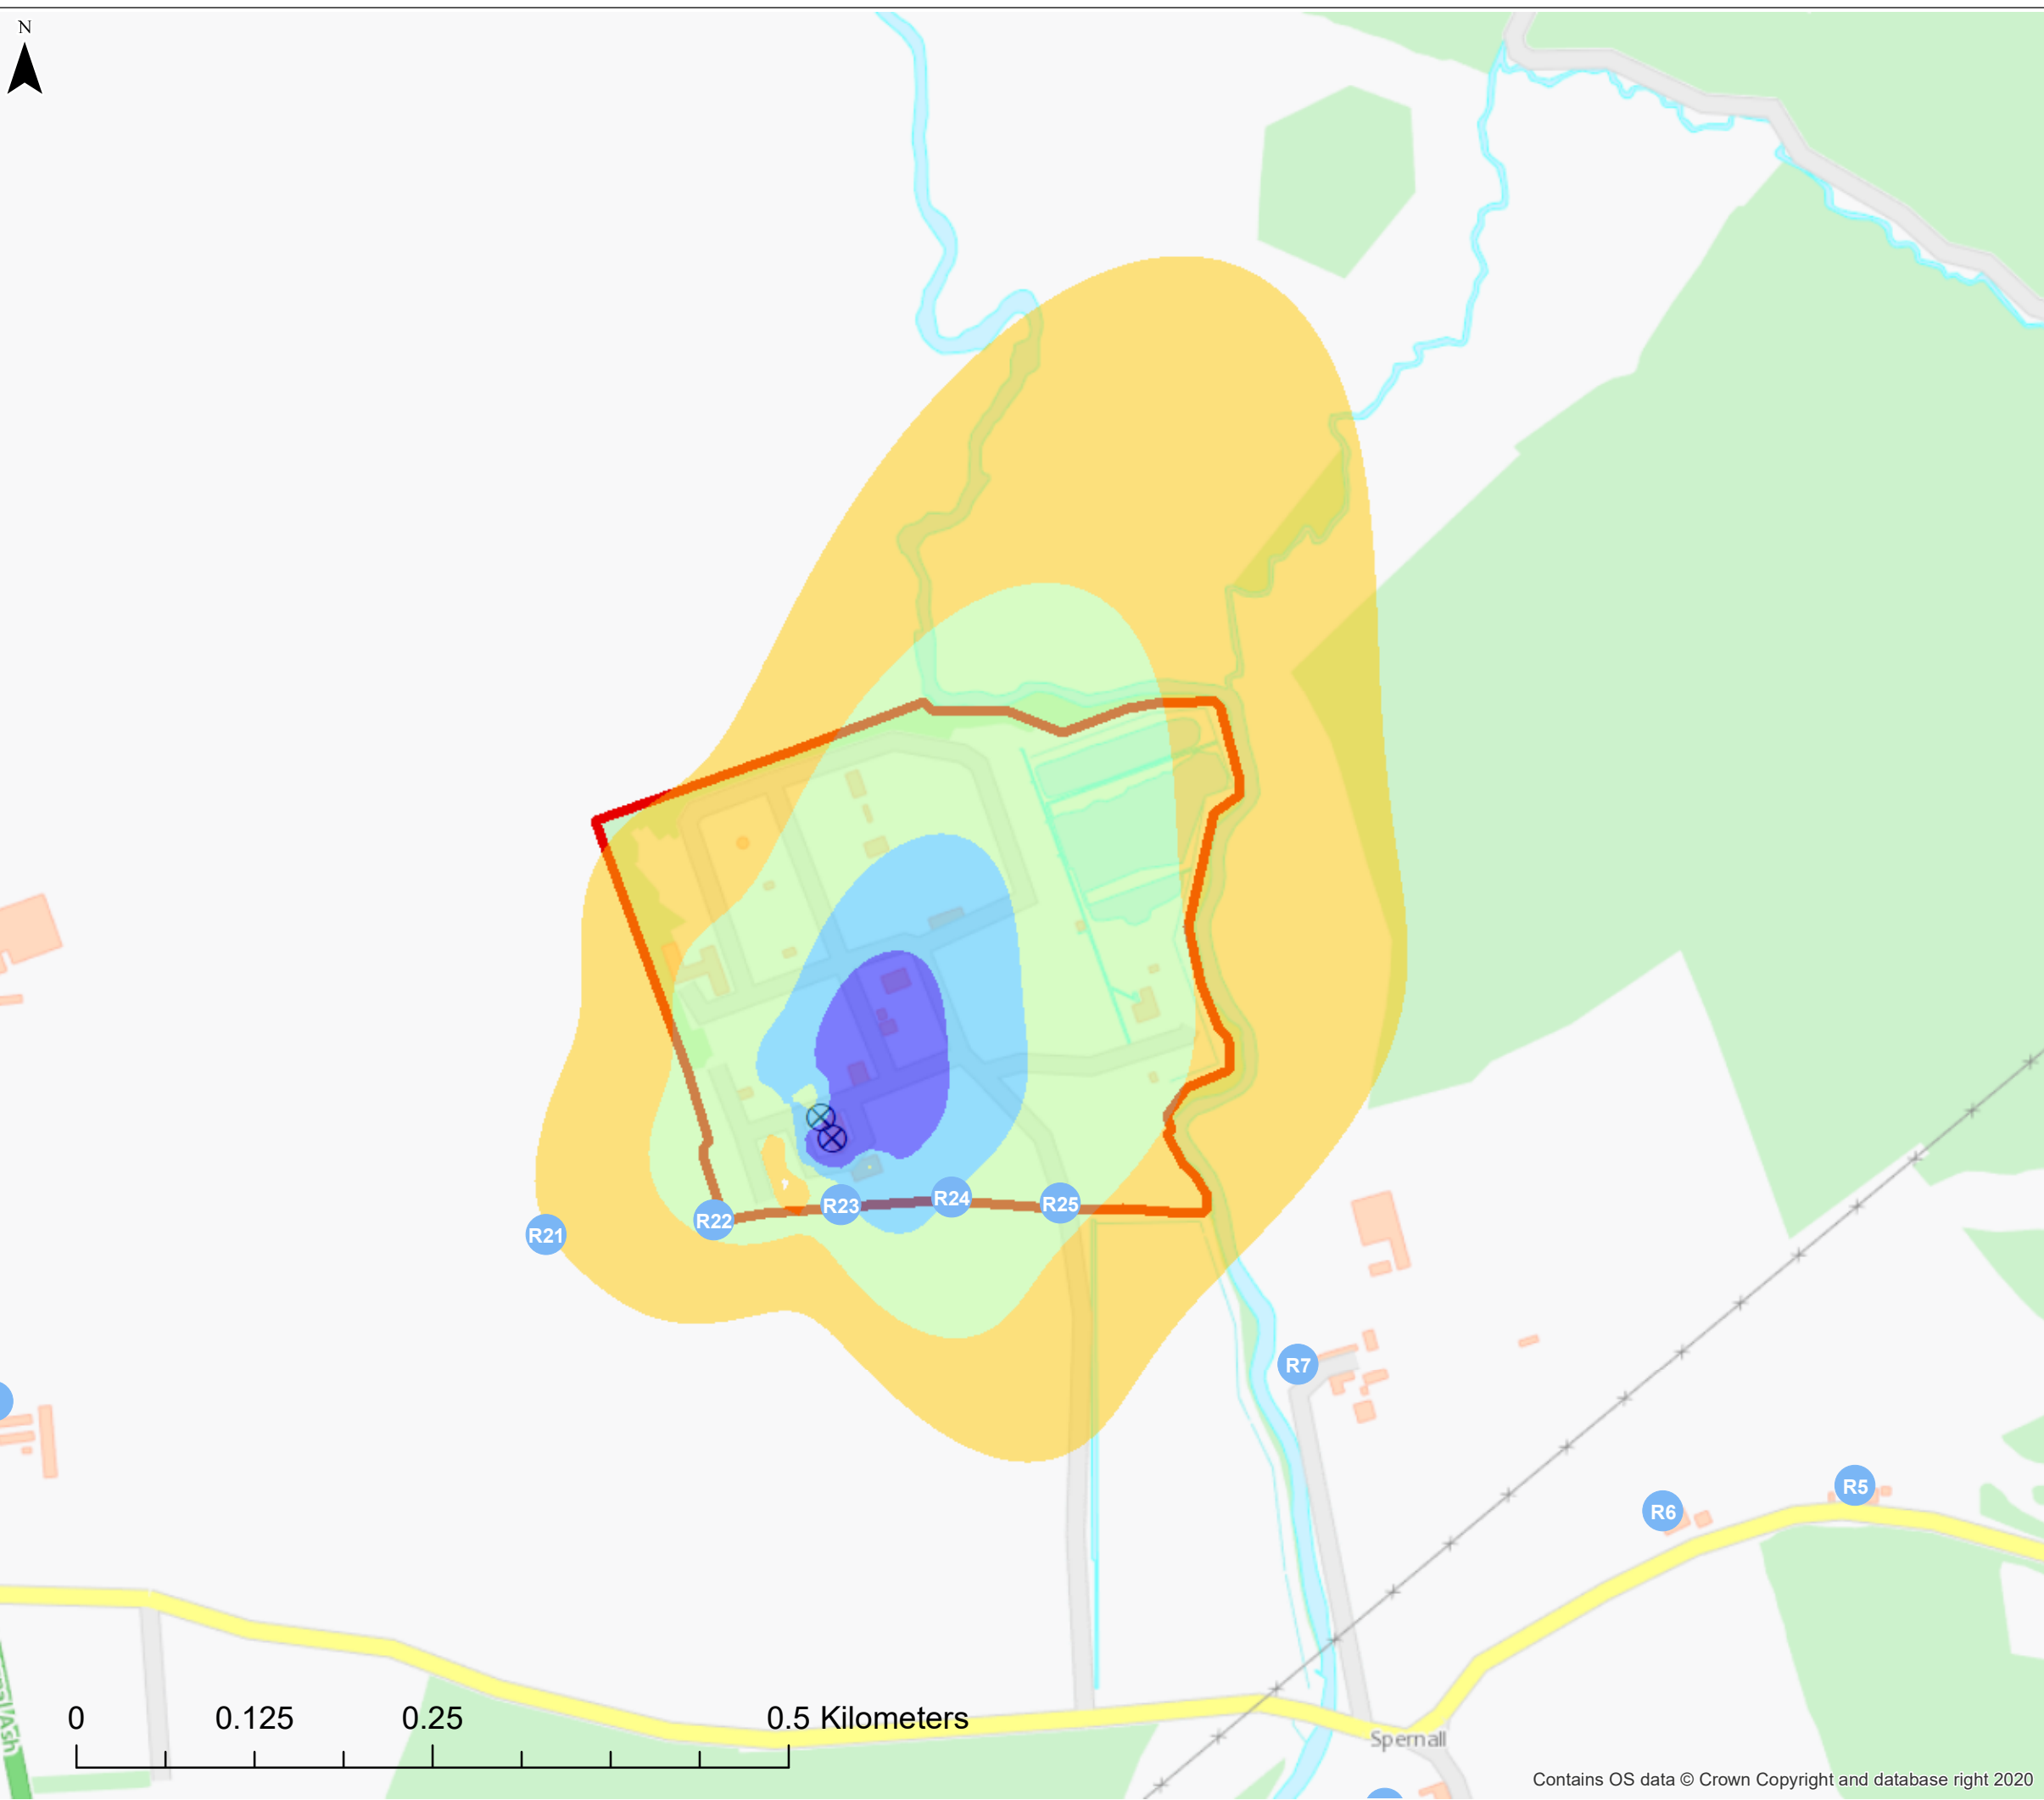 N
R21
R22
R23
R24
R25
R7
R6
R5
0 0.125 0.25 0.5 Kilometers
Spernall
Contains OS data © Crown Copyright and database right 2020